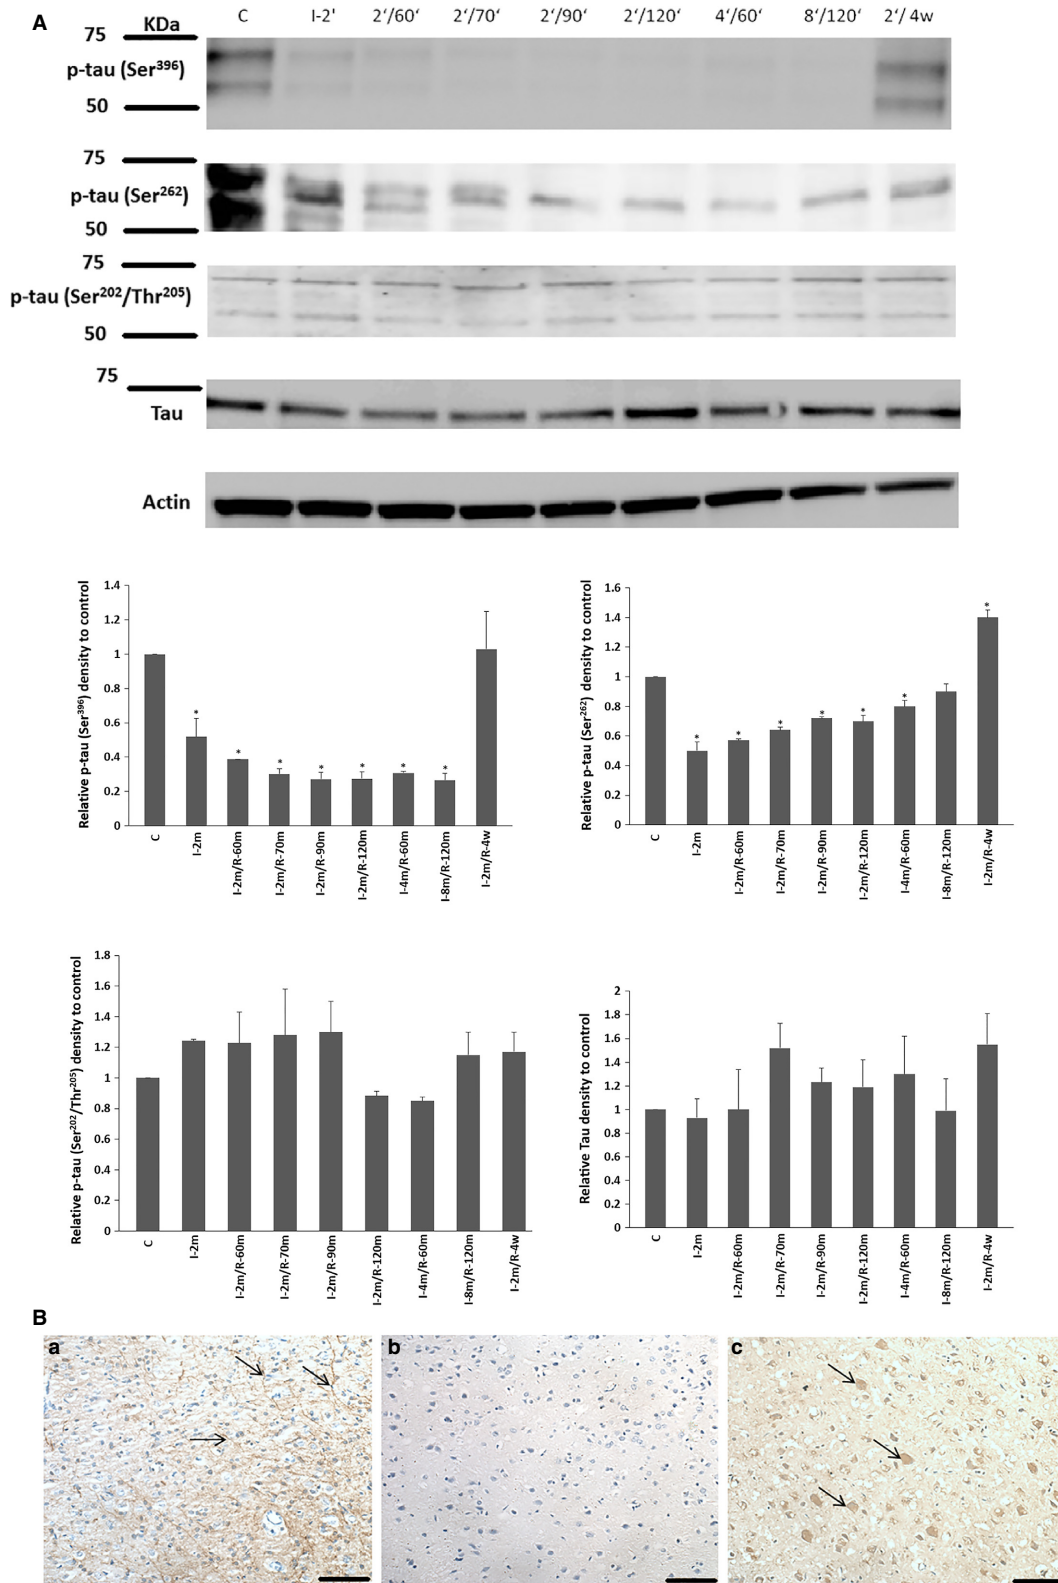 A
KDa
C I-2' 2'/60' 2'/70' 2'/90' 2'/120' 4'/60' 8'/120' 2'/ 4w
75
p-tau (Ser396)
50
75
p-tau (Ser262)
50
75
p-tau (Ser202/Thr205)
50
75
Tau
Actin
Relative p-tau (Ser396) density to control
1.4
1.2
1
0.8
0.6
0.4
0.2
0
* * * * * * *
C I-2m I-2m/R-60m I-2m/R-70m I-2m/R-90m I-2m/R-120m I-4m/R-60m I-8m/R-120m I-2m/R-4w
Relative p-tau (Ser262) density to control
1.6
1.4
1.2
1
0.8
0.6
0.4
0.2
0
* * * * * * *
C I-2m I-2m/R-60m I-2m/R-70m I-2m/R-90m I-2m/R-120m I-4m/R-60m I-8m/R-120m I-2m/R-4w
Relative p-tau (Ser202/Thr205) density to control
1.8
1.6
1.4
1.2
1
0.8
0.6
0.4
0.2
0
C I-2m I-2m/R-60m I-2m/R-70m I-2m/R-90m I-2m/R-120m I-4m/R-60m I-8m/R-120m I-2m/R-4w
Relative Tau density to control
2
1.8
1.6
1.4
1.2
1
0.8
0.6
0.4
0.2
0
C I-2m I-2m/R-60m I-2m/R-70m I-2m/R-90m I-2m/R-120m I-4m/R-60m I-8m/R-120m I-2m/R-4w
B
a
b
c